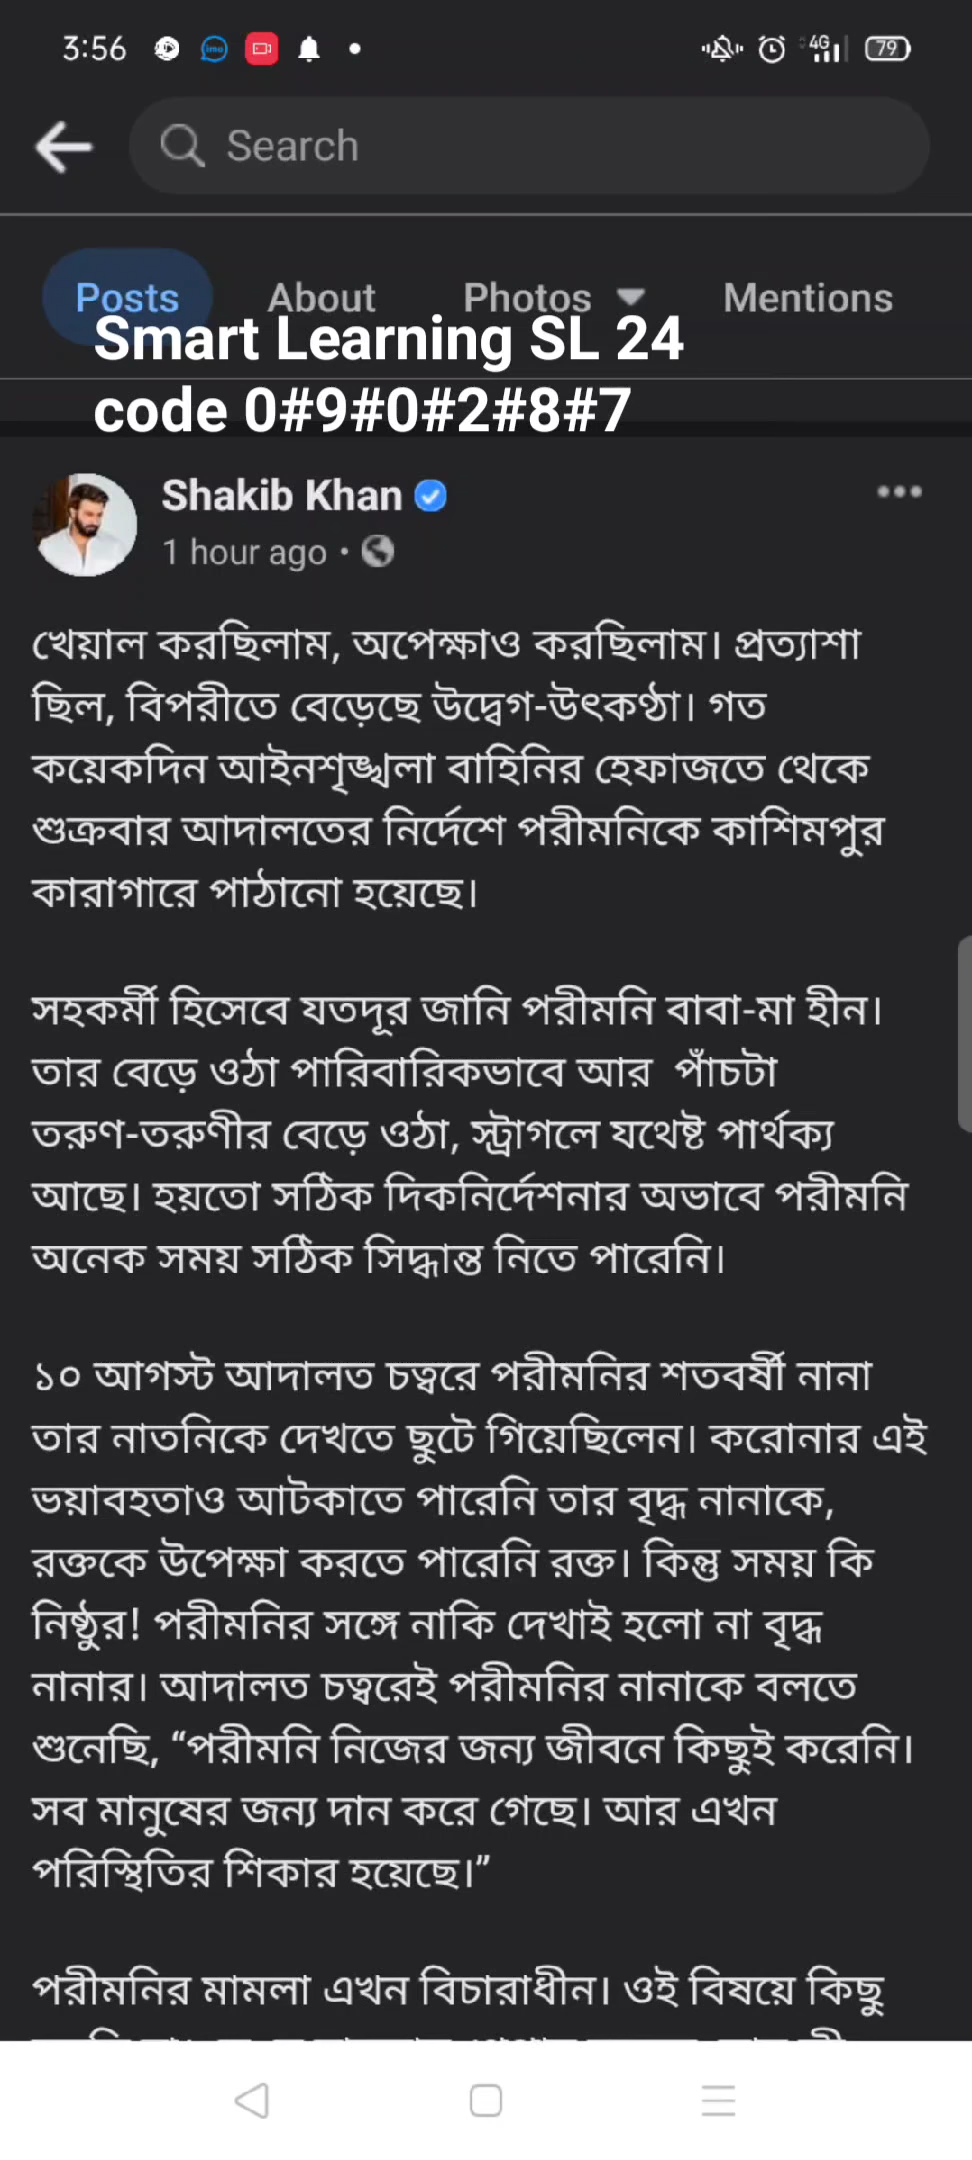 3:56
imo
4G
79
Search
Posts About Photos Mentions
Smart Learning SL 24
code 0#9#0#2#8#7
Shakib Khan
1 hour ago
খেয়াল করছিলাম, অপেক্ষাও করছিলাম। প্রত্যাশা
ছিল, বিপরীতে বেড়েছে উদ্বেগ-উৎকণ্ঠা। গত
কয়েকদিন আইনশৃঙ্খলা বাহিনির হেফাজতে থেকে
শুক্রবার আদালতের নির্দেশে পরীমনিকে কাশিমপুর
কারাগারে পাঠানো হয়েছে।
সহকর্মী হিসেবে যতদূর জানি পরীমনি বাবা-মা হীন।
তার বেড়ে ওঠা পারিবারিকভাবে আর পাঁচটা
তরুণ-তরুণীর বেড়ে ওঠা, স্ট্রাগলে যথেষ্ট পার্থক্য
আছে। হয়তো সঠিক দিকনির্দেশনার অভাবে পরীমনি
অনেক সময় সঠিক সিদ্ধান্ত নিতে পারেনি।
১০ আগস্ট আদালত চত্বরে পরীমনির শতবর্ষী নানা
তার নাতনিকে দেখতে ছুটে গিয়েছিলেন। করোনার এই
ভয়াবহতাও আটকাতে পারেনি তার বৃদ্ধ নানাকে,
রক্তকে উপেক্ষা করতে পারেনি রক্ত। কিন্তু সময় কি
নিষ্ঠুর! পরীমনির সঙ্গে নাকি দেখাই হলো না বৃদ্ধ
নানার। আদালত চত্বরেই পরীমনির নানাকে বলতে
শুনেছি, “পরীমনি নিজের জন্য জীবনে কিছুই করেনি।
সব মানুষের জন্য দান করে গেছে। আর এখন
পরিস্থিতির শিকার হয়েছে।”
পরীমনির মামলা এখন বিচারাধীন। ওই বিষয়ে কিছু